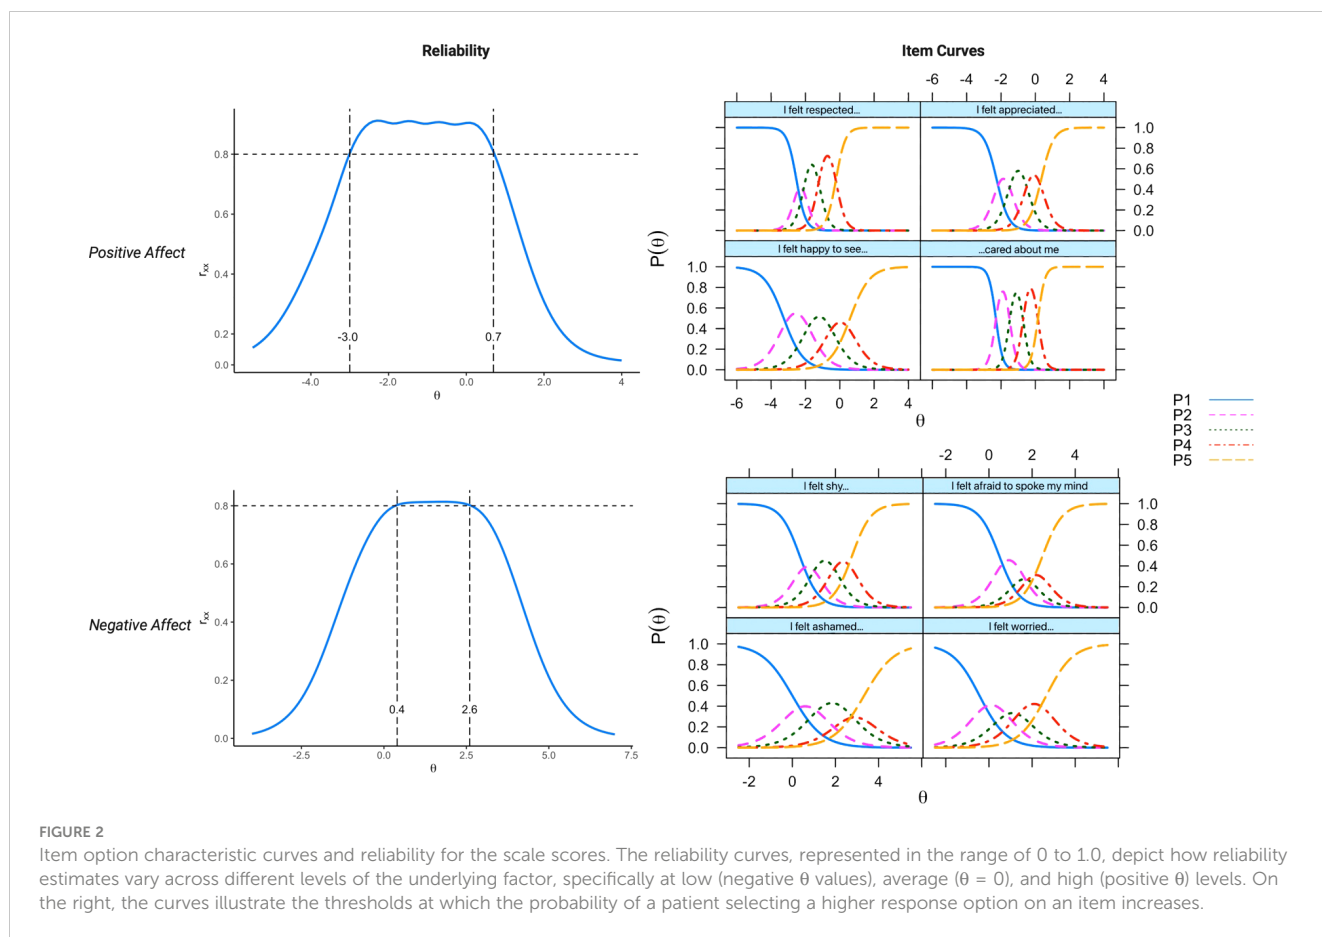 Reliability
Item Curves
-6 -4 -2 0 2 4
I felt respected...
I felt appreciated...
0.8
0.6
0.4
0.2
0.0
rxx
Positive Affect
-3.0
0.7
-4.0 -2.0 0.0 2.0 4
θ
1.0
0.8
0.6
0.4
0.2
0.0
P(θ)
I felt happy to see...
...cared about me
1.0
0.8
0.6
0.4
0.2
0.0
-6 -4 -2 0 2 4
θ
P1
P2
P3
P4
P5
-2 0 2 4
I felt shy...
I felt afraid to spoke my mind
0.8
0.6
0.4
0.2
0.0
rxx
Negative Affect
0.4
2.6
-2.5 0.0 2.5 5.0 7.5
θ
1.0
0.8
0.6
0.4
0.2
0.0
P(θ)
I felt ashamed...
I felt worried...
1.0
0.8
0.6
0.4
0.2
0.0
-2 0 2 4
θ
FIGURE 2
Item option characteristic curves and reliability for the scale scores. The reliability curves, represented in the range of 0 to 1.0, depict how reliability
estimates vary across different levels of the underlying factor, specifically at low (negative θ values), average (θ = 0), and high (positive θ) levels. On
the right, the curves illustrate the thresholds at which the probability of a patient selecting a higher response option on an item increases.